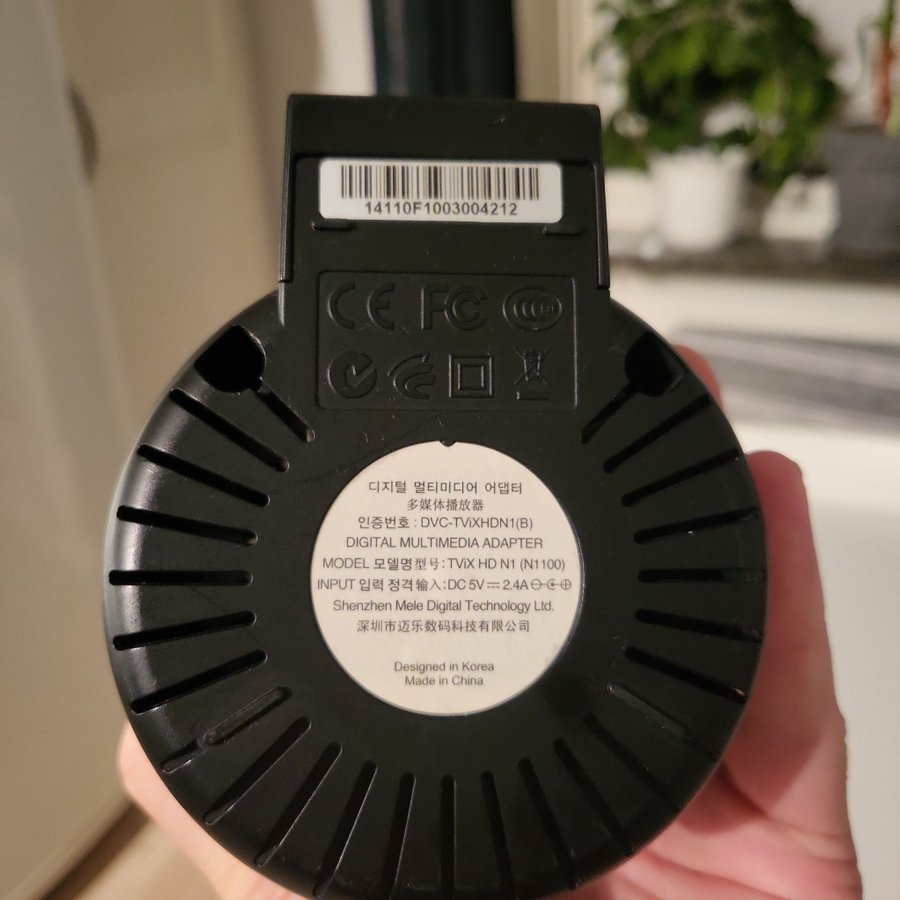 14110F1003004212
CE FC CCC
디지털 멀티미디어 어댑터
多媒体播放器
인증번호 : DVC-TViXHDN1(B)
DIGITAL MULTIMEDIA ADAPTER
MODEL 모델명型号: TViX HD N1 (N1100)
INPUT 입력 정격 输入: DC 5V ⎓ 2.4A ⊖-C-⊕
Shenzhen Mele Digital Technology Ltd.
深圳市迈乐数码科技有限公司
Designed in Korea
Made in China